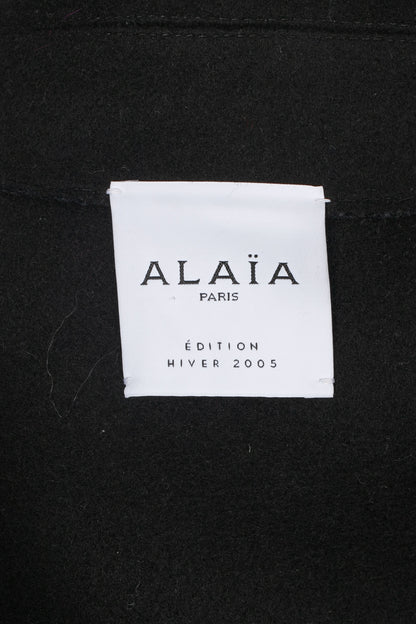 ALAÏA
PARIS
ÉDITION
HIVER 2005